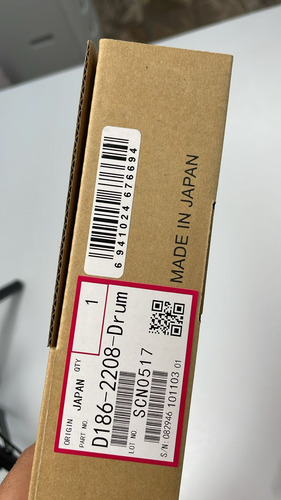 6 941024 676694
MADE IN JAPAN
ORIGIN JAPAN QTY 1
PART NO.
D186-2208-Drum
LOT NO SCN0517
S/N: 082946 101103 01